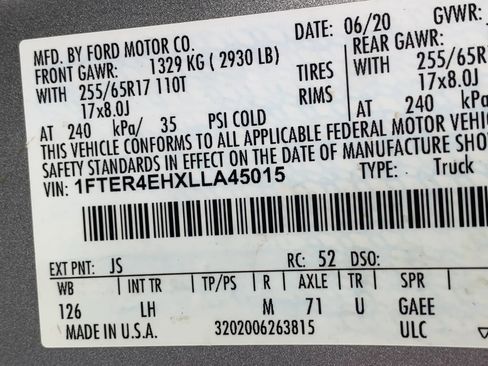 MFD. BY FORD MOTOR CO. DATE: 06/20 GVWR:
FRONT GAWR: 1329 KG ( 2930 LB) REAR GAWR:
WITH 255/65R17 110T TIRES 255/65
17x8.0J RIMS 17x8.0J
AT 240 kPa/ 35 PSI COLD AT 240 kPa/
THIS VEHICLE CONFORMS TO ALL APPLICABLE FEDERAL MOTOR VEHIC
SAFETY STANDARDS IN EFFECT ON THE DATE OF MANUFACTURE SHO
VIN: 1FTER4EHXLLA45015 TYPE: Truck
EXT PNT: JS RC: 52 DSO:
WB INT TR TP/PS R AXLE TR SPR
126 LH M 71 U GAEE
MADE IN U.S.A. 3202006263815 ULC